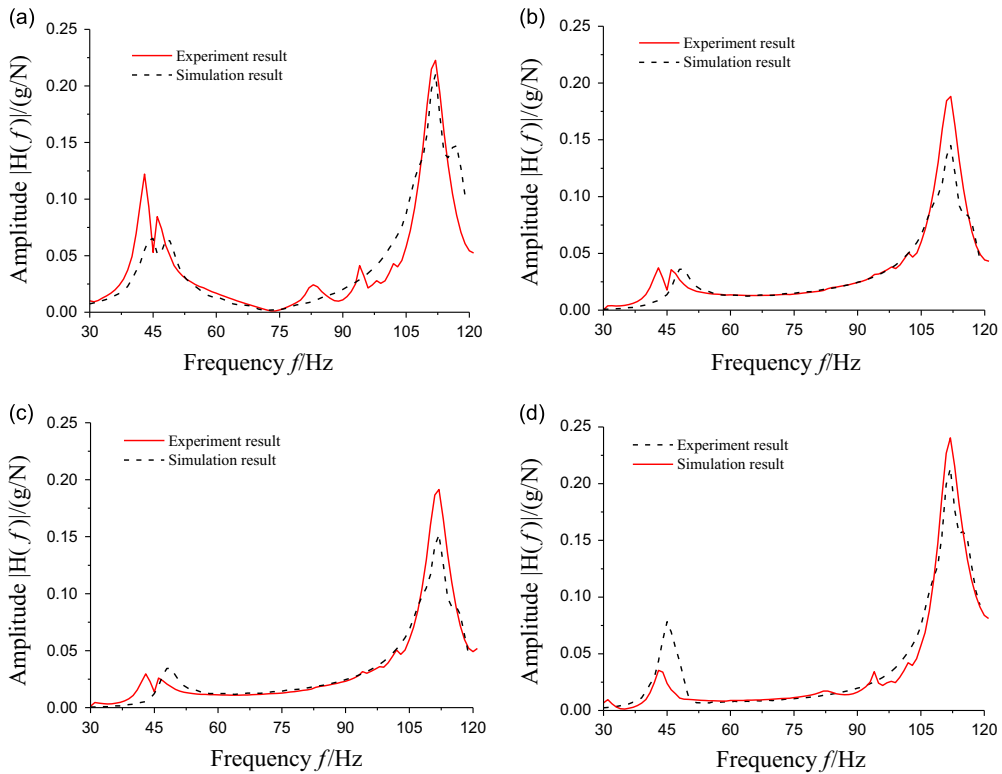 (a)
0.25
0.20
0.15
0.10
0.05
0.00
Amplitude |H(f)|/(g/N)
Experiment result
Simulation result
30 45 60 75 90 105 120
Frequency f/Hz
(b)
0.25
0.20
0.15
0.10
0.05
0.00
Amplitude |H(f)|/(g/N)
Experiment result
Simulation result
30 45 60 75 90 105 120
Frequency f/Hz
(c)
0.25
0.20
0.15
0.10
0.05
0.00
Amplitude |H(f)|/(g/N)
Experiment result
Simulation result
30 45 60 75 90 105 120
Frequency f/Hz
(d)
0.25
0.20
0.15
0.10
0.05
0.00
Amplitude |H(f)|/(g/N)
Experiment result
Simulation result
30 45 60 75 90 105 120
Frequency f/Hz